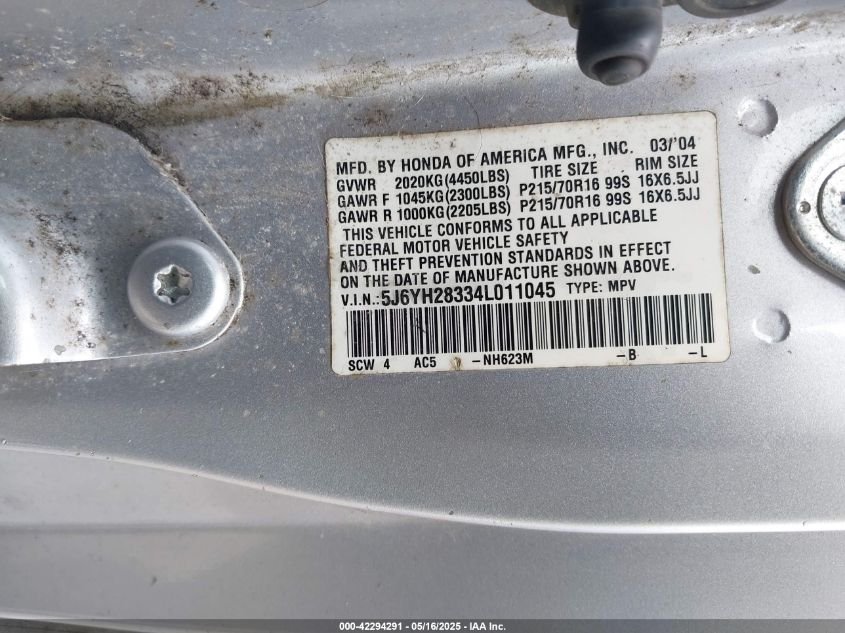 MFD. BY HONDA OF AMERICA MFG., INC. 03/'04
GVWR 2020KG(4450LBS) TIRE SIZE RIM SIZE
GAWR F 1045KG(2300LBS) P215/70R16 99S 16X6.5JJ
GAWR R 1000KG(2205LBS) P215/70R16 99S 16X6.5JJ
THIS VEHICLE CONFORMS TO ALL APPLICABLE
FEDERAL MOTOR VEHICLE SAFETY
AND THEFT PREVENTION STANDARDS IN EFFECT
ON THE DATE OF MANUFACTURE SHOWN ABOVE.
V.I.N.:5J6YH28334L011045 TYPE: MPV
SCW 4 AC5 -NH623M -B -L
000-42294291 - 05/16/2025 - IAA Inc.